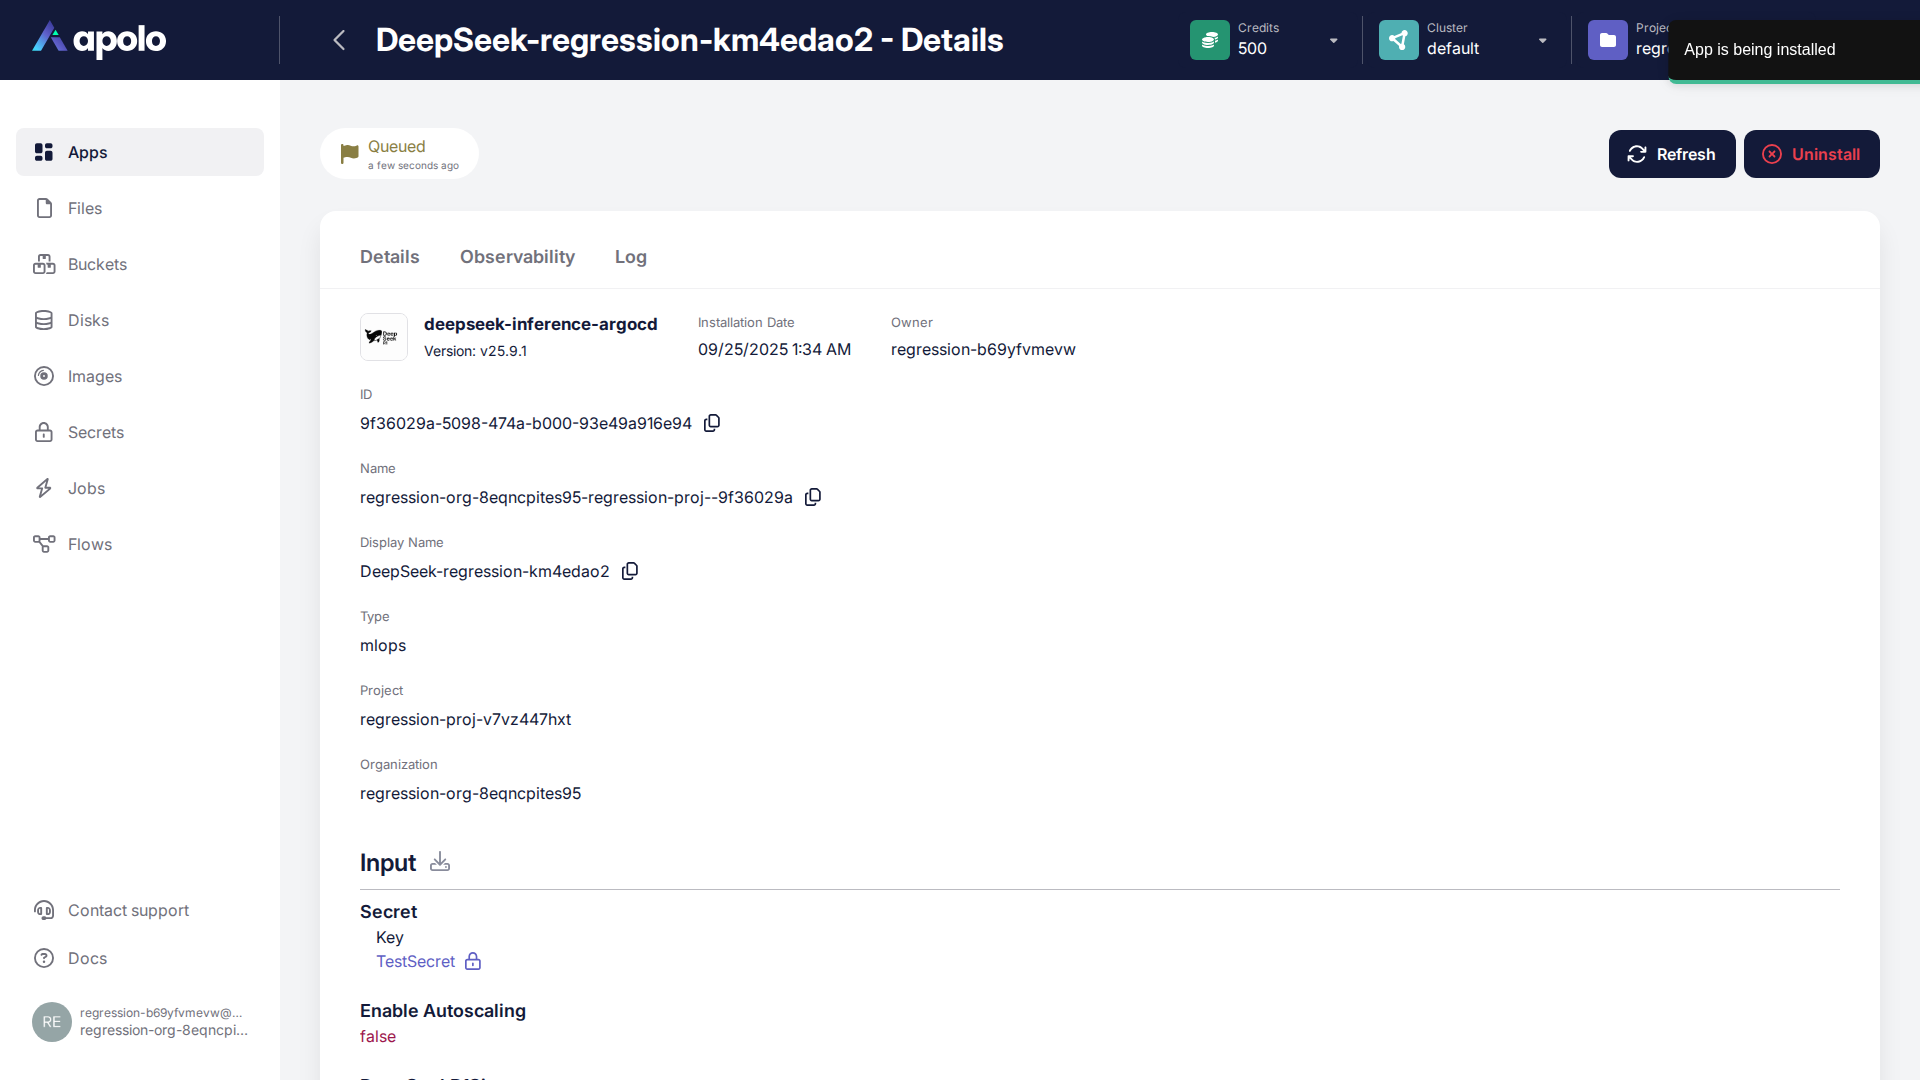 apolo
DeepSeek-regression-km4edao2 - Details
Credits
500
Cluster
default
App is being installed
Apps
Files
Buckets
Disks
Images
Secrets
Jobs
Flows
Contact support
Docs
RE
regression-b69yfvmevw@...
regression-org-8eqncpi...
Queued
a few seconds ago
Refresh
Uninstall
Details
Observability
Log
deepseek-inference-argocd
Version: v25.9.1
Installation Date
09/25/2025 1:34 AM
Owner
regression-b69yfvmevw
ID
9f36029a-5098-474a-b000-93e49a916e94
Name
regression-org-8eqncpites95-regression-proj--9f36029a
Display Name
DeepSeek-regression-km4edao2
Type
mlops
Project
regression-proj-v7vz447hxt
Organization
regression-org-8eqncpites95
Input
Secret
Key
TestSecret
Enable Autoscaling
false